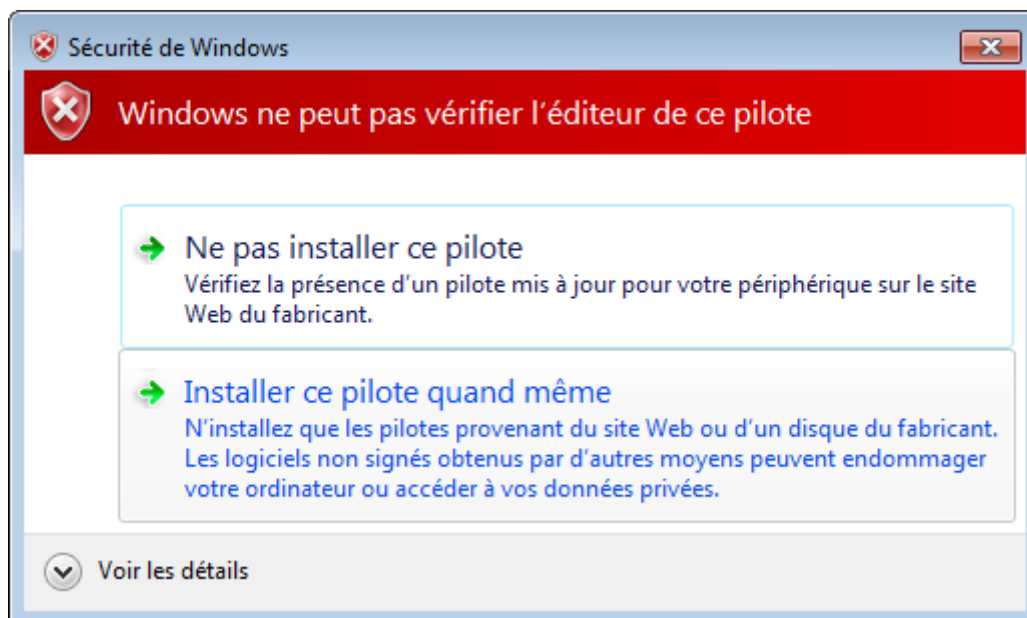 Sécurité de Windows
Windows ne peut pas vérifier l’éditeur de ce pilote
Ne pas installer ce pilote
Vérifiez la présence d’un pilote mis à jour pour votre périphérique sur le site
Web du fabricant.
Installer ce pilote quand même
N’installez que les pilotes provenant du site Web ou d’un disque du fabricant.
Les logiciels non signés obtenus par d’autres moyens peuvent endommager
votre ordinateur ou accéder à vos données privées.
Voir les détails